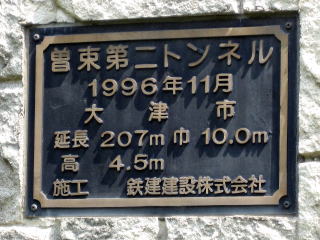 曽束第二トンネル
1996年11月
大津市
延長 207m 巾 10.0m
高 4.5m
施工 鉄建建設株式会社